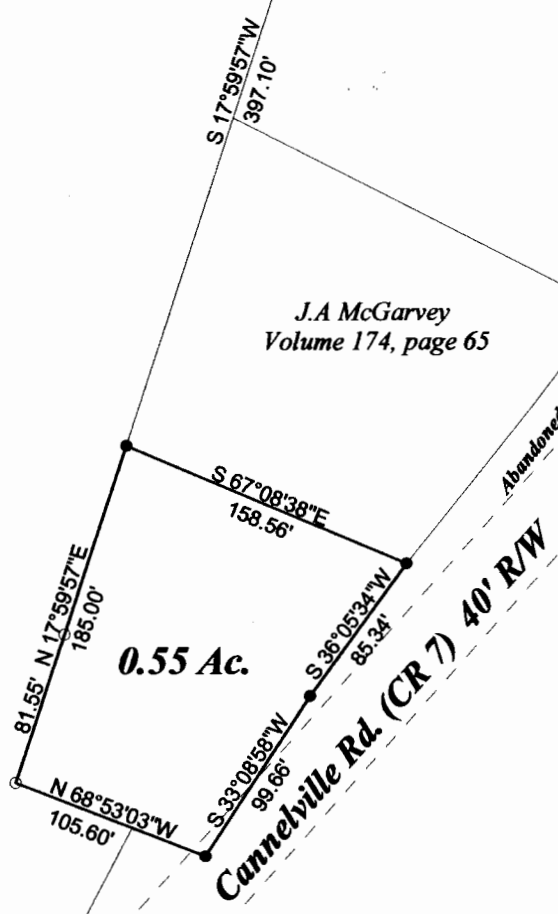 S 17°59'57"W
397.10'
J.A McGarvey
Volume 174, page 65
Abandoned
S 67°08'38"E
158.56'
N 17°59'57"E
185.00'
81.55'
0.55 Ac.
S 36°05'34"W
85.34'
S 33°08'58"W
99.66'
N 68°53'03"W
105.60'
Cannelville Rd. (CR 7) 40' R/W